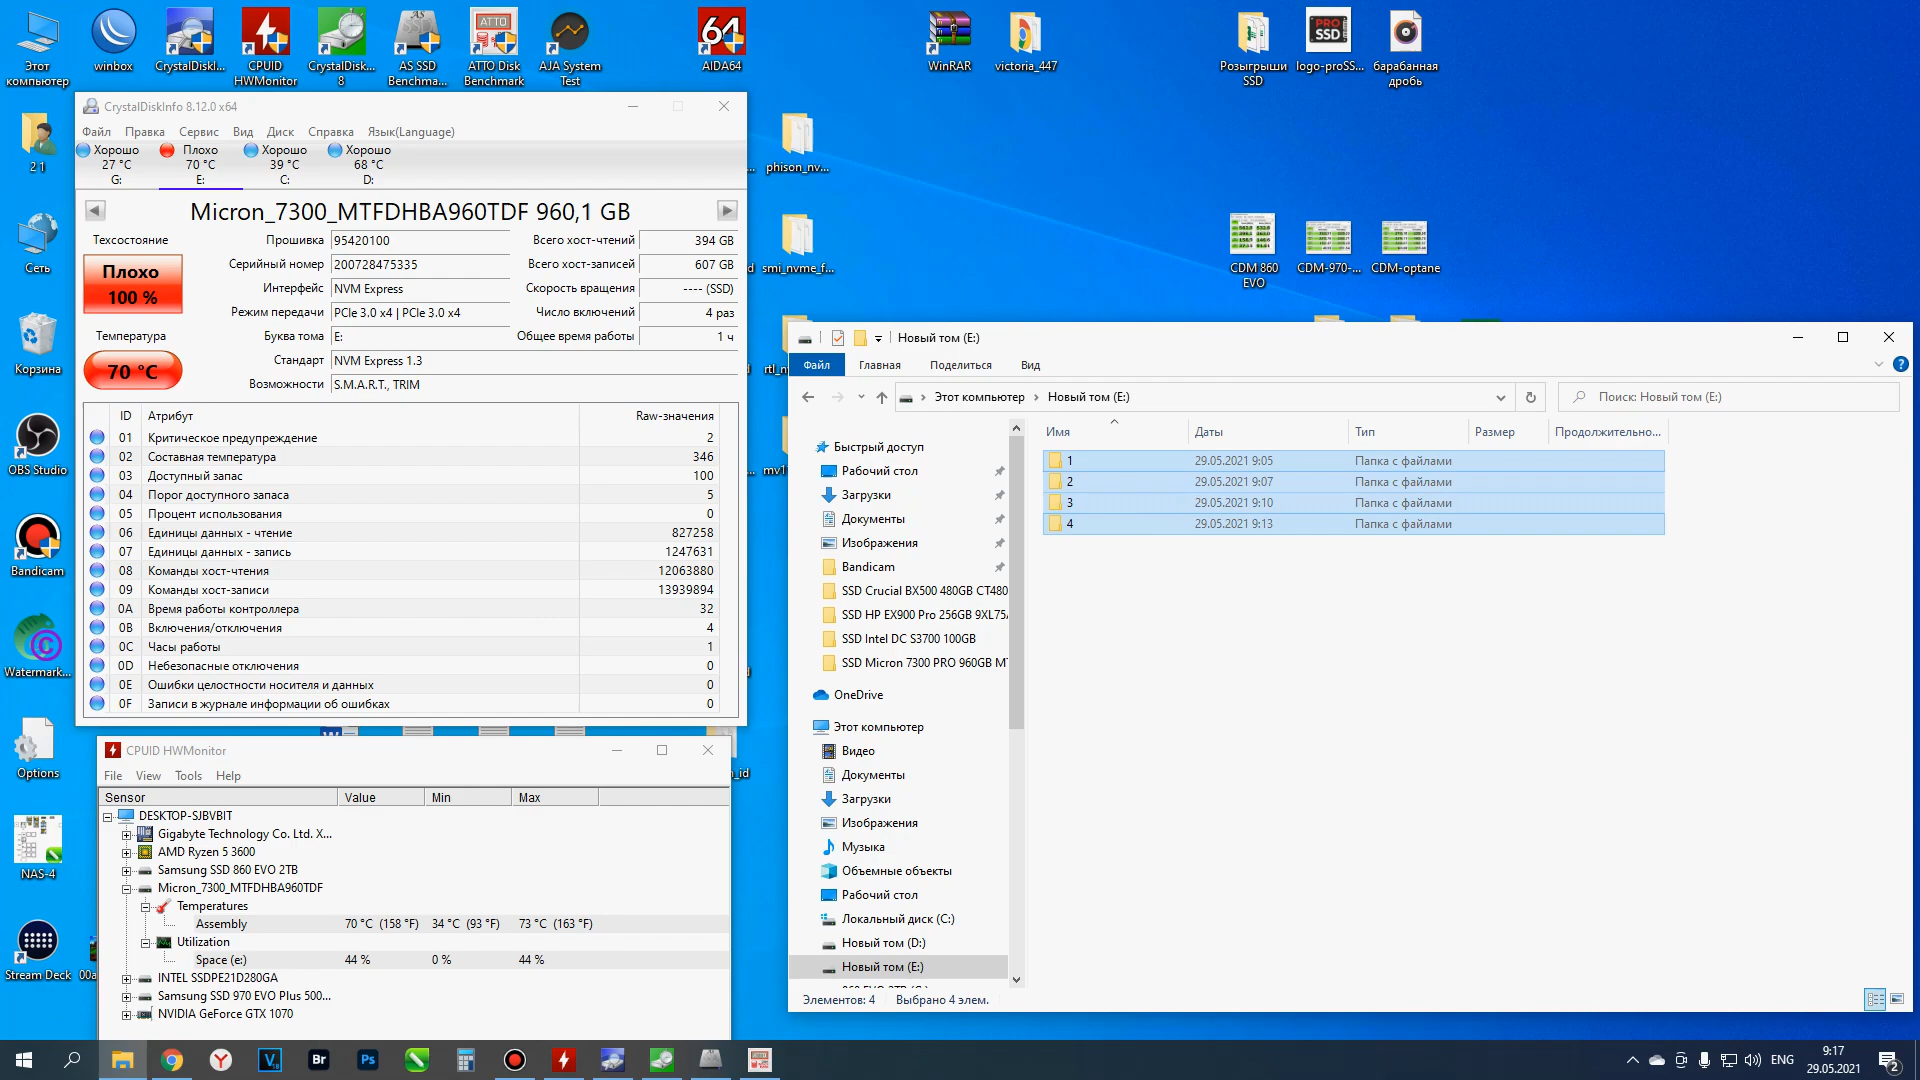 Этот компьютер
winbox
CrystalDiskI...
CPUID HWMonitor
CrystalDisk... 8
AS SSD Benchma...
ATTO Disk Benchmark
AJA System Test
AIDA64
WinRAR
victoria_447
Розыгрыши SSD
logo-proSS...
барабанная дробь
2 1
Сеть
Корзина
OBS Studio
Bandicam
Watermark...
Options
NAS-4
Stream Deck
00a
phison_nv...
smi_nvme_f...
CDM 860 EVO
CDM-970-...
CDM-optane
CrystalDiskInfo 8.12.0 x64
Файл Правка Сервис Вид Диск Справка Язык(Language)
Хорошо Плохо Хорошо Хорошо
27 °C 70 °C 39 °C 68 °C
G: E: C: D:
Micron_7300_MTFDHBA960TDF 960,1 GB
Техсостояние
Плохо
100 %
Температура
70 °C
Прошивка 95420100
Серийный номер 200728475335
Интерфейс NVM Express
Режим передачи PCIe 3.0 x4 | PCIe 3.0 x4
Буква тома E:
Стандарт NVM Express 1.3
Возможности S.M.A.R.T., TRIM
Всего хост-чтений 394 GB
Всего хост-записей 607 GB
Скорость вращения ---- (SSD)
Число включений 4 раз
Общее время работы 1 ч
ID Атрибут Raw-значения
01 Критическое предупреждение 2
02 Составная температура 346
03 Доступный запас 100
04 Порог доступного запаса 5
05 Процент использования 0
06 Единицы данных - чтение 827258
07 Единицы данных - запись 1247631
08 Команды хост-чтения 12063880
09 Команды хост-записи 13939894
0A Время работы контроллера 32
0B Включения/отключения 4
0C Часы работы 1
0D Небезопасные отключения 0
0E Ошибки целостности носителя и данных 0
0F Записи в журнале информации об ошибках 0
CPUID HWMonitor
File View Tools Help
Sensor Value Min Max
DESKTOP-SJBVBIT
Gigabyte Technology Co. Ltd. X...
AMD Ryzen 5 3600
Samsung SSD 860 EVO 2TB
Micron_7300_MTFDHBA960TDF
Temperatures
Assembly 70 °C (158 °F) 34 °C (93 °F) 73 °C (163 °F)
Utilization
Space (e:) 44 % 0 % 44 %
INTEL SSDPE21D280GA
Samsung SSD 970 EVO Plus 500...
NVIDIA GeForce GTX 1070
Новый том (E:)
Файл Главная Поделиться Вид
Этот компьютер › Новый том (E:)
Поиск: Новый том (E:)
Имя Даты Тип Размер Продолжительно...
1 29.05.2021 9:05 Папка с файлами
2 29.05.2021 9:07 Папка с файлами
3 29.05.2021 9:10 Папка с файлами
4 29.05.2021 9:13 Папка с файлами
Быстрый доступ
Рабочий стол
Загрузки
Документы
Изображения
Bandicam
SSD Crucial BX500 480GB CT480
SSD HP EX900 Pro 256GB 9XL75
SSD Intel DC S3700 100GB
SSD Micron 7300 PRO 960GB M
OneDrive
Этот компьютер
Видео
Документы
Загрузки
Изображения
Музыка
Объемные объекты
Рабочий стол
Локальный диск (C:)
Новый том (D:)
Новый том (E:)
Элементов: 4 Выбрано 4 элем.
ENG
9:17
29.05.2021
2